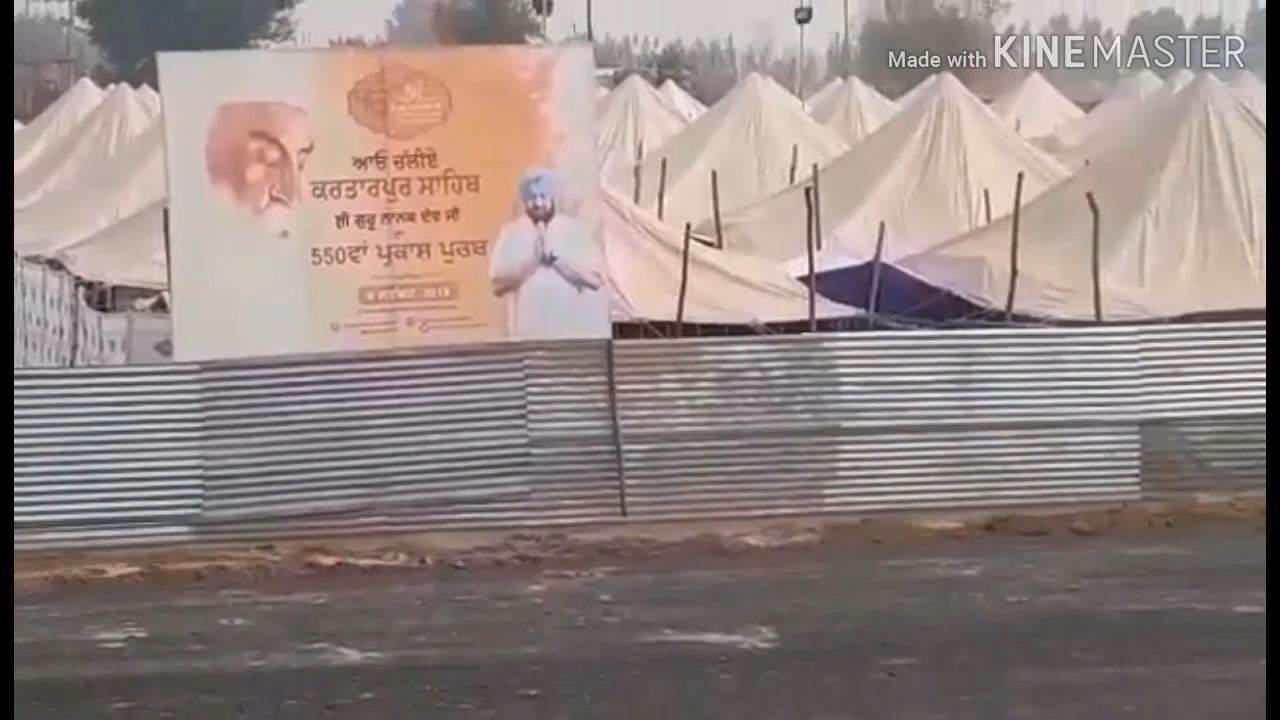 Made with KINEMASTER
ਆਓ ਚੱਲੀਏ
ਕਰਤਾਰਪੁਰ ਸਾਹਿਬ
ਸ਼੍ਰੀ ਗੁਰੂ ਨਾਨਕ ਦੇਵ ਜੀ
ਦਾ
550ਵਾਂ ਪ੍ਰਕਾਸ਼ ਪੁਰਬ